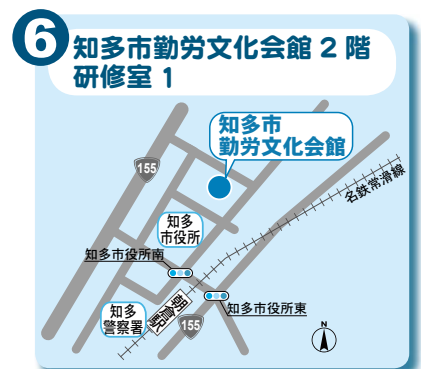 6
知多市勤労文化会館 2 階
研修室 1
知多市
勤労文化会館
155
名鉄常滑線
知多
市役所
知多市役所南
朝倉駅
知多市役所東
知多
警察署
155
N